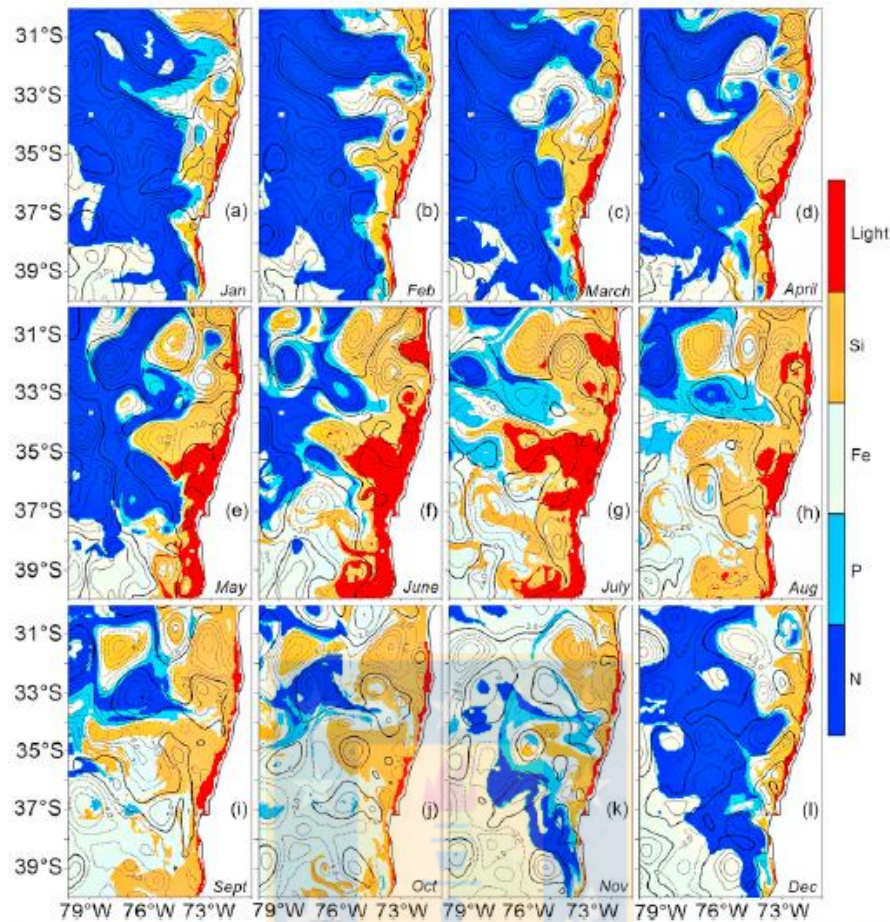 31°S
33°S
35°S
37°S
39°S
(a)
Jan
(b)
Feb
(c)
March
(d)
April
31°S
33°S
35°S
37°S
39°S
(e)
May
(f)
June
(g)
July
(h)
Aug
31°S
33°S
35°S
37°S
39°S
(i)
Sept
(j)
Oct
(k)
Nov
(l)
Dec
79°W 76°W 73°W 79°W 76°W 73°W 79°W 76°W 73°W 79°W 76°W 73°W
Light
Si
Fe
P
N